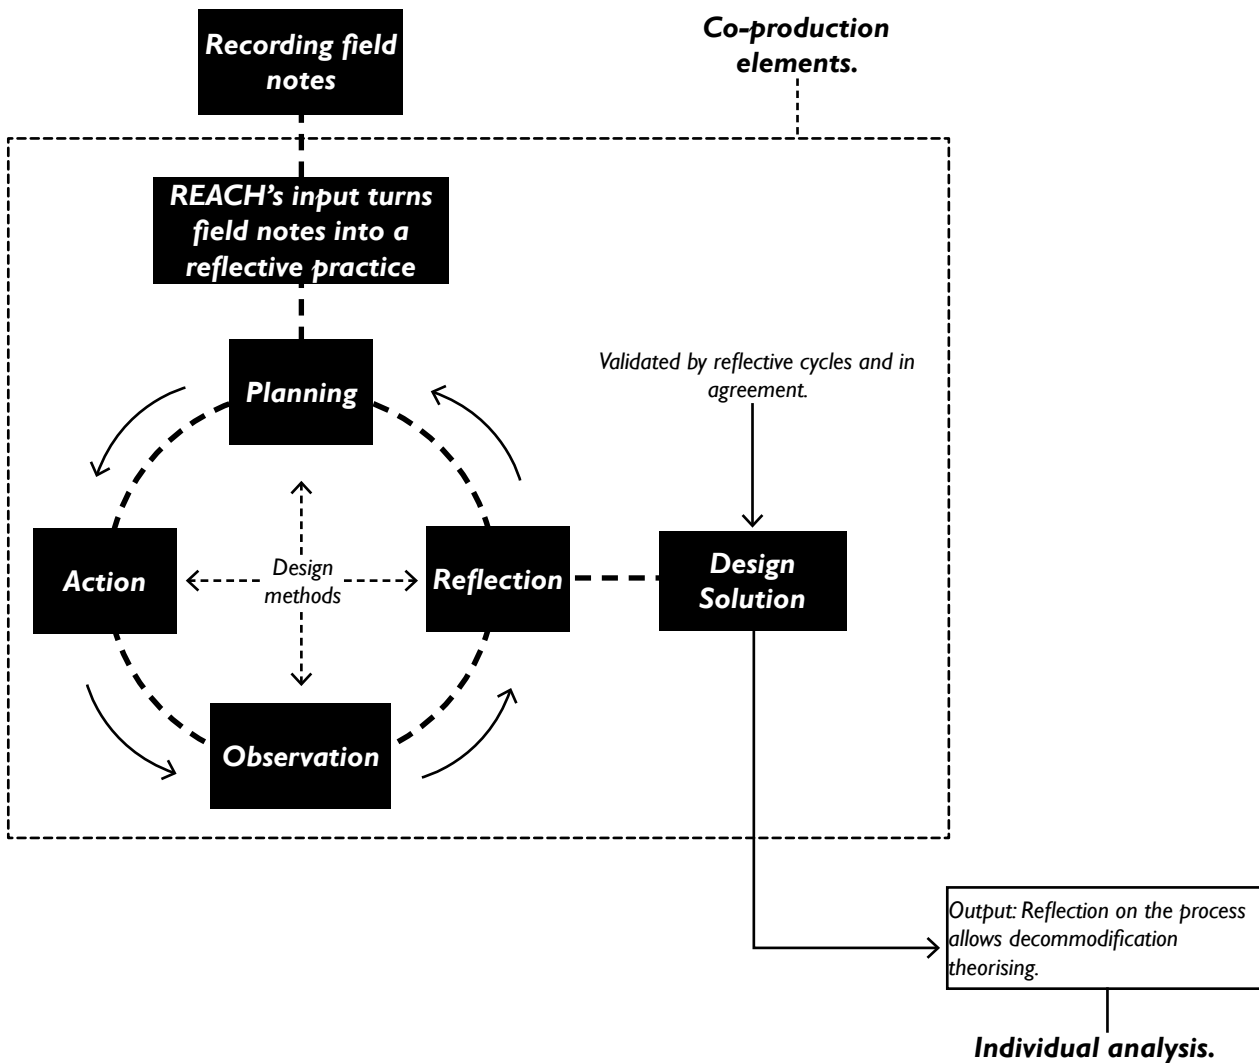 Recording field
notes
Co-production
elements.
REACH's input turns
field notes into a
reflective practice
Planning
Validated by reflective cycles and in
agreement.
Action
Design
methods
Reflection
Design
Solution
Observation
Output: Reflection on the process
allows decommodification
theorising.
Individual analysis.